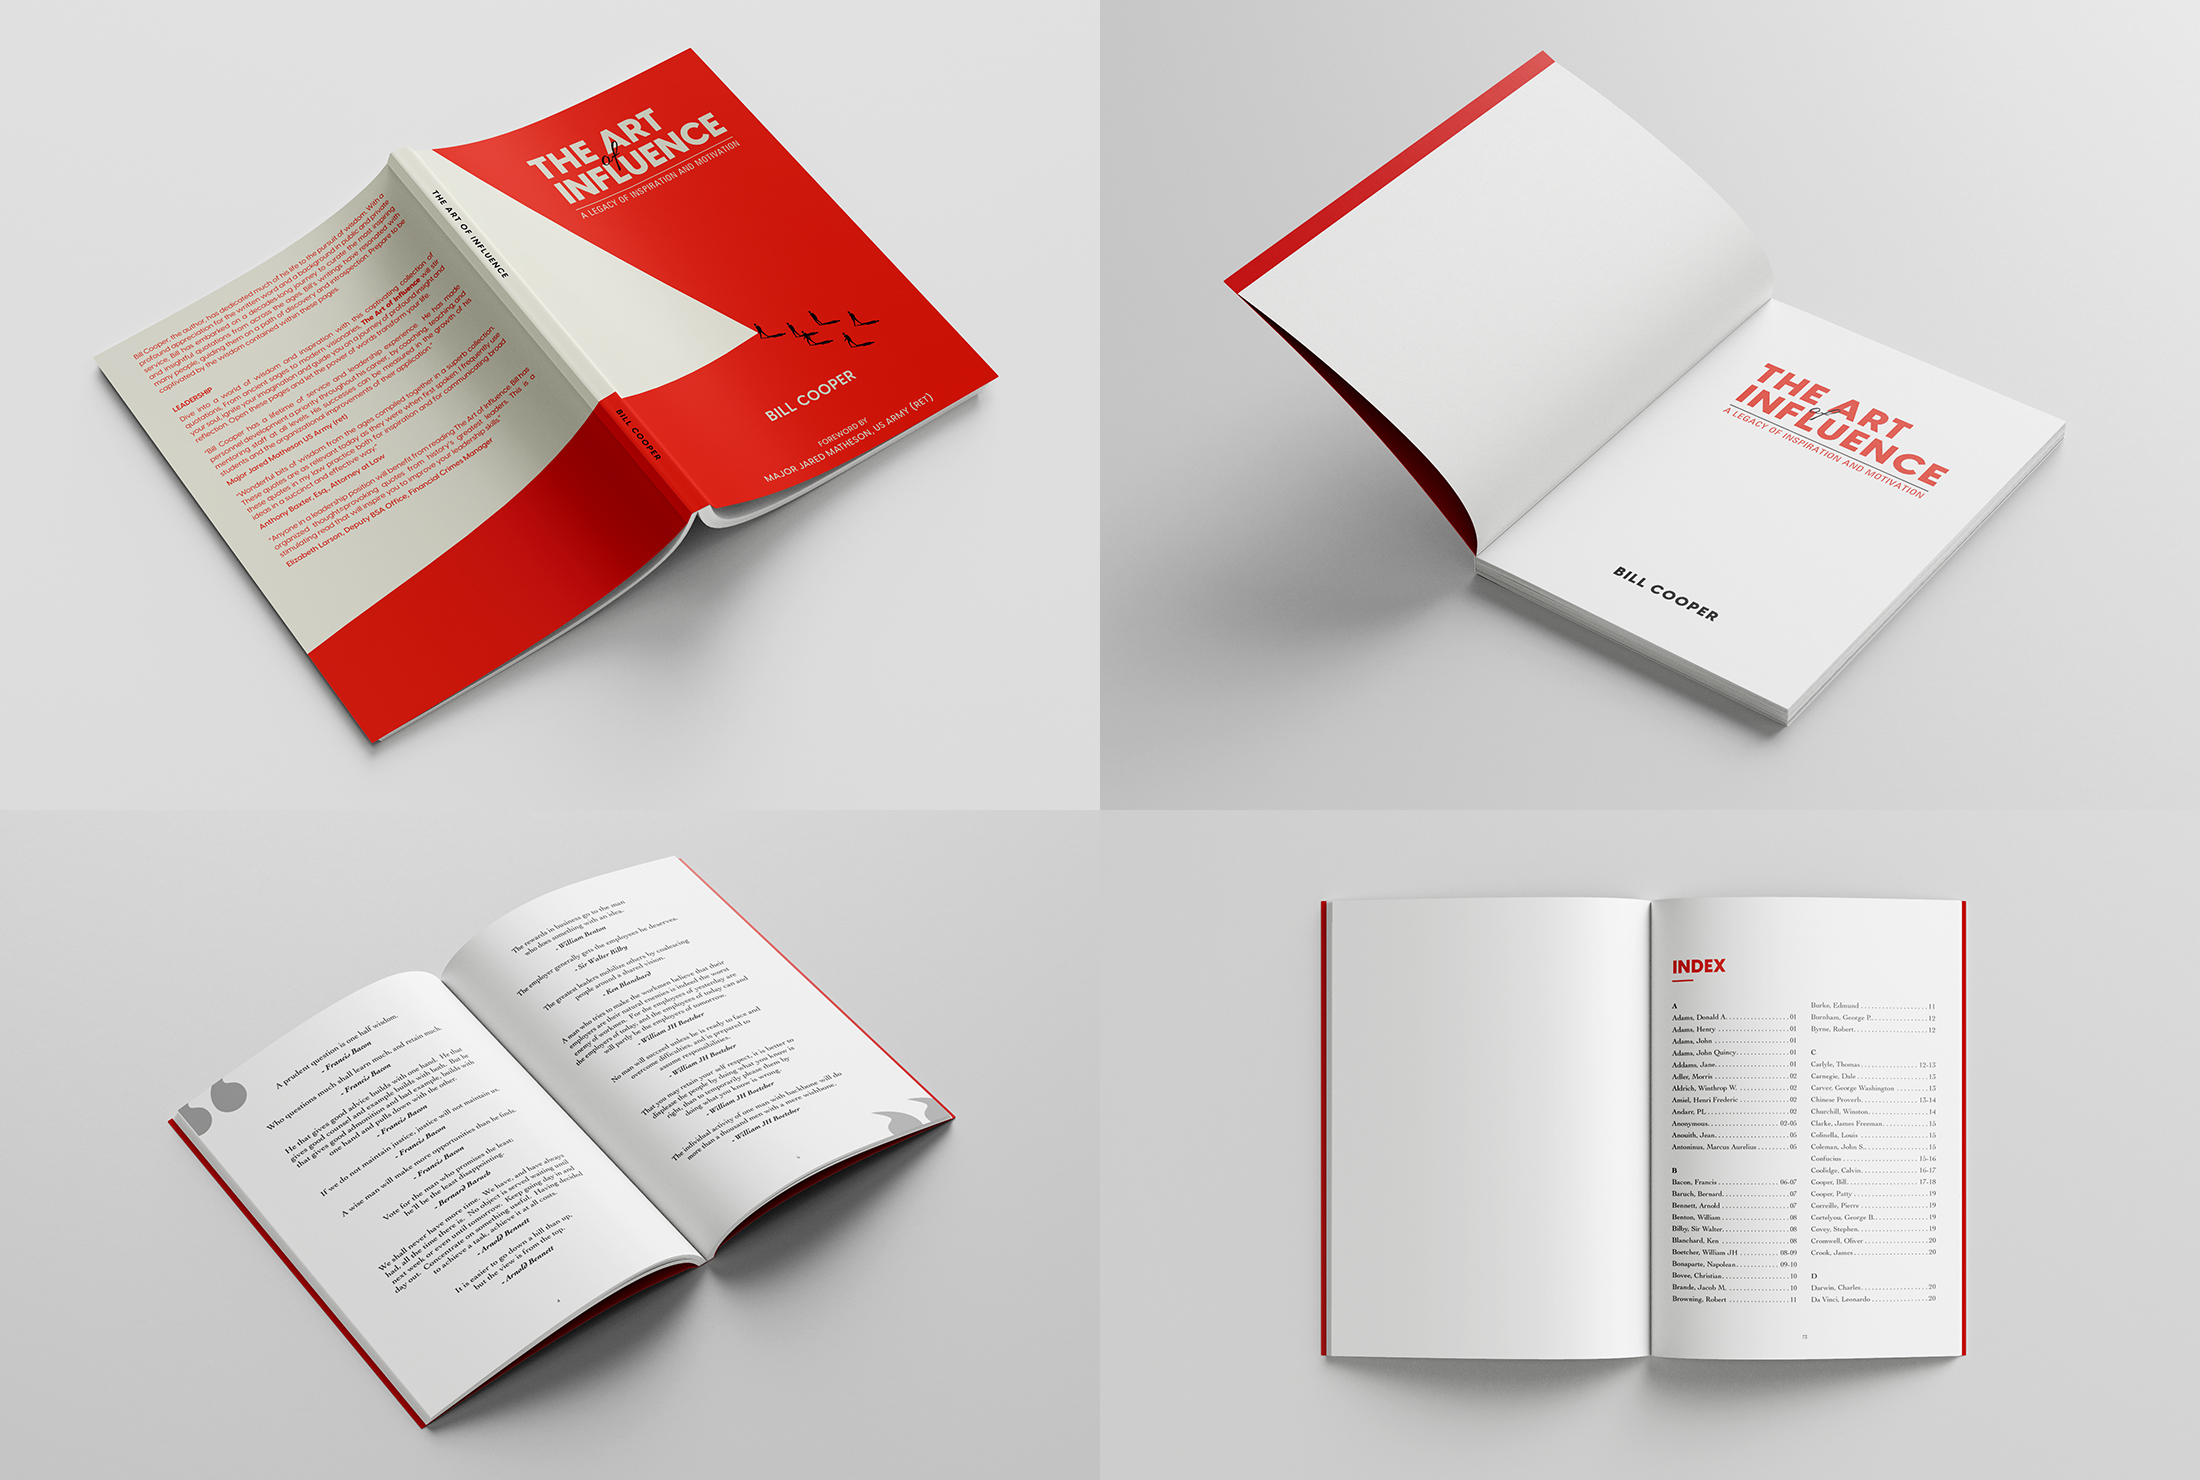 THE ART
of
INFLUENCE
A LEGACY OF INSPIRATION AND MOTIVATION
BILL COOPER
FOREWORD BY
MAJOR JARED MATHESON, US ARMY (RET)
THE ART OF INFLUENCE
BILL COOPER
Bill Cooper, the author, has dedicated much of his life to the pursuit of wisdom. With a
profound appreciation for the written word and a background in public and private
service, Bill has embarked on a decades-long journey to curate the most inspiring
and insightful quotations from across the ages. Bill's writings have resonated with
many people, guiding them on a path of discovery and introspection. Prepare to be
captivated by the wisdom contained within these pages.
LEADERSHIP
Dive into a world of wisdom and inspiration with this captivating collection of
quotations. From ancient sages to modern visionaries, The Art of Influence will stir
your soul, ignite your imagination and guide you on a journey of profound insight and
reflection. Open these pages and let the power of words transform your life.
"Bill Cooper has a lifetime of service and leadership experience. He has made
personnel development a priority throughout his career, by coaching, teaching, and
mentoring staff at all levels. His successes can be measured in the growth of his
students and the organizational improvements of their application."
Major Jared Matheson US Army (ret)
"Wonderful bits of wisdom from the ages compiled together in a superb collection.
These quotes are as relevant today as they were when first spoken. I frequently use
these quotes in my law practice both for inspiration and for communicating broad
ideas in a succinct and effective way."
Anthony Baxter, Esq., Attorney at Law
"Anyone in a leadership position will benefit from reading The Art of Influence. Bill has
organized thought-provoking quotes from history's greatest leaders. This is a
stimulating read that will inspire you to improve your leadership skills."
Elizabeth Larson, Deputy BSA Office, Financial Crimes Manager
THE ART
of
INFLUENCE
A LEGACY OF INSPIRATION AND MOTIVATION
BILL COOPER
A prudent question is one half wisdom.
- Francis Bacon
Who questions much shall learn much, and retain much.
- Francis Bacon
He that gives good advice builds with one hand. He that
gives good counsel and example builds with both. But he
that gives good admonition and bad example, builds with
one hand and pulls down with the other.
- Francis Bacon
If we do not maintain justice, justice will not maintain us.
- Francis Bacon
A wise man will make more opportunities than he finds.
- Francis Bacon
Vote for the man who promises the least:
he'll be the least disappointing.
- Bernard Baruch
We shall never have more time. We have, and have always
had, all the time there is. No object is served waiting until
next week or even until tomorrow. Keep going day in and
day out. Concentrate on something useful. Having decided
to achieve a task, achieve it at all costs.
- Arnold Bennett
It is easier to go down a hill than up,
but the view is from the top.
- Arnold Bennett
The rewards in business go to the man
who does something with an idea.
- William Benton
The employer generally gets the employees he deserves.
- Sir Walter Bilby
The greatest leaders mobilize others by coalescing
people around a shared vision.
- Ken Blanchard
A man who tries to make the workmen believe that their
employers are their natural enemies is indeed the worst
enemy of workmen. For the employees of yesterday are
the employers of today, and the employees of today can and
will partly be the employers of tomorrow.
- William JH Boetcher
No man will succeed unless he is ready to face and
overcome difficulties, and is prepared to
assume responsibilities.
- William JH Boetcher
That you may retain your self respect, it is better to
displease the people by doing what you know is
right, than to temporarily please them by
doing what you know is wrong.
- William JH Boetcher
The individual activity of one man with backbone will do
more than a thousand men with a mere wishbone.
- William JH Boetcher
INDEX
A
Adams, Donald A. 01
Adams, Henry 01
Adams, John 01
Adams, John Quincy 01
Addams, Jane 01
Adler, Morris 02
Aldrich, Winthrop W. 02
Amiel, Henri Frederic 02
Andarr, PL 02
Anonymous 02-05
Anouith, Jean 05
Antoninus, Marcus Aurelius 05
B
Bacon, Francis 06-07
Baruch, Bernard 07
Bennett, Arnold 07
Benton, William 08
Bilby, Sir Walter 08
Blanchard, Ken 08
Boetcher, William JH 08-09
Bonaparte, Napolean 09-10
Bovee, Christian 10
Brande, Jacob M. 10
Browning, Robert 11
Burke, Edmund 11
Burnham, George P. 12
Byrne, Robert 12
C
Carlyle, Thomas 12-13
Carnegie, Dale 13
Carver, George Washington 13
Chinese Proverb 13-14
Churchill, Winston 14
Clarke, James Freeman 15
Colinella, Louis 15
Coleman, John S. 15
Confucius 15-16
Coolidge, Calvin 16-17
Cooper, Bill 17-18
Cooper, Patty 19
Correille, Pierre 19
Cortelyou, George B. 19
Covey, Stephen 19
Cromwell, Oliver 20
Crook, James 20
D
Darwin, Charles 20
Da Vinci, Leonardo 20